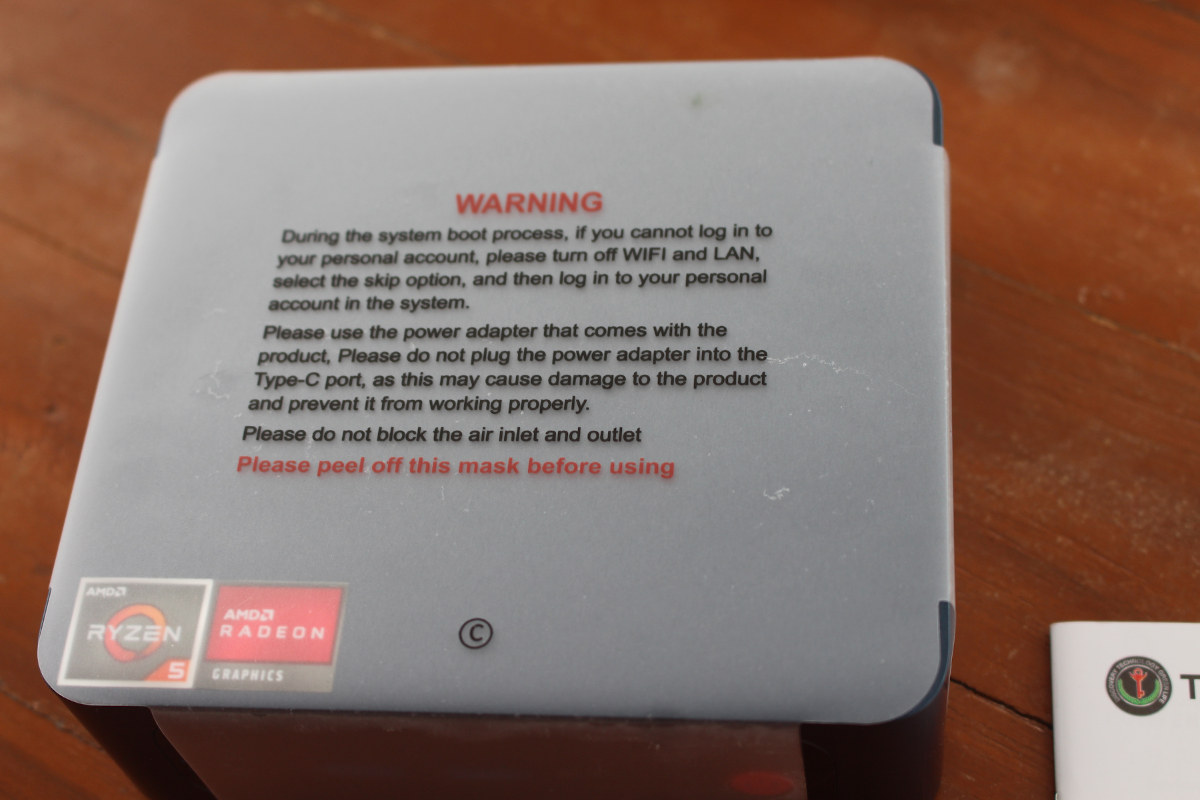 WARNING
During the system boot process, if you cannot log in to
your personal account, please turn off WIFI and LAN,
select the skip option, and then log in to your personal
account in the system.
Please use the power adapter that comes with the
product, Please do not plug the power adapter into the
Type-C port, as this may cause damage to the product
and prevent it from working properly.
Please do not block the air inlet and outlet
Please peel off this mask before using
AMD
RYZEN
5
AMD
RADEON
GRAPHICS
©
T